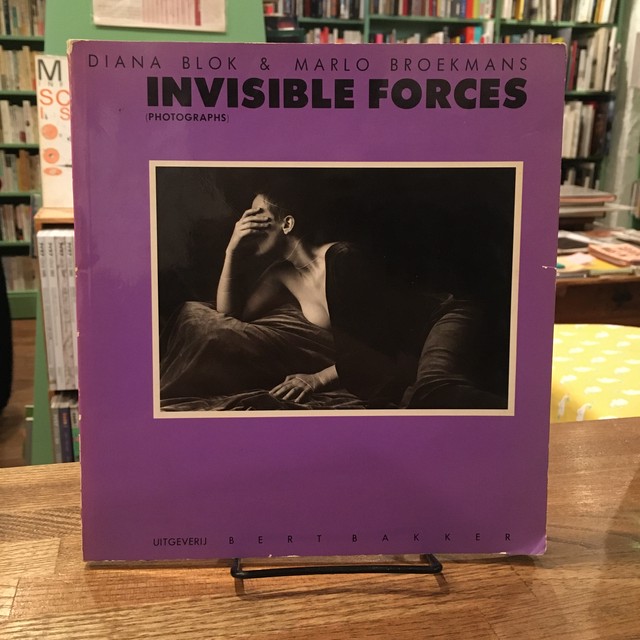 DIANA BLOK & MARLO BROEKMANS
INVISIBLE FORCES
(PHOTOGRAPHS)
UITGEVERIJ BERT BAKKER